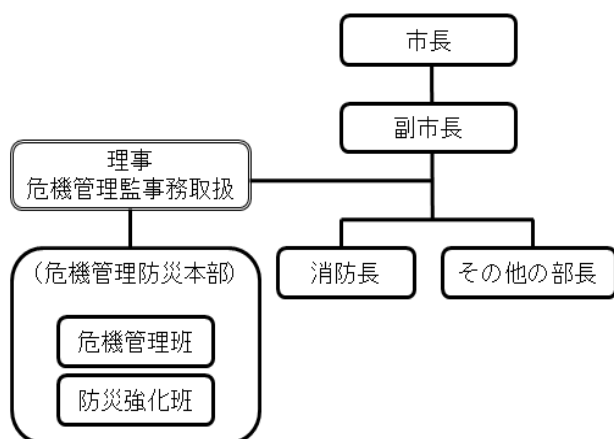 市長
副市長
理事
危機管理監事務取扱
(危機管理防災本部)
消防長
その他の部長
危機管理班
防災強化班